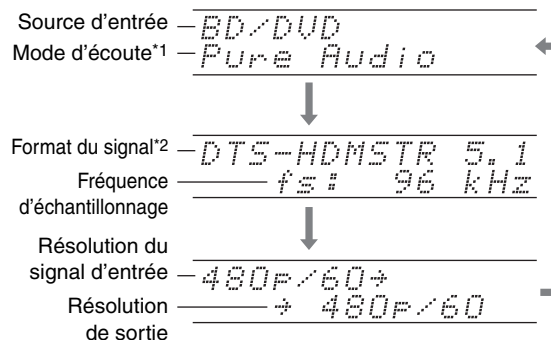 Source d'entrée
BD/DVD
Mode d'écoute*1
Pure Audio
Format du signal*2
DTS-HDMSTR 5.1
Fréquence
d'échantillonnage
fs: 96 kHz
Résolution du
signal d'entrée
480p/60→
Résolution
de sortie
→ 480p/60